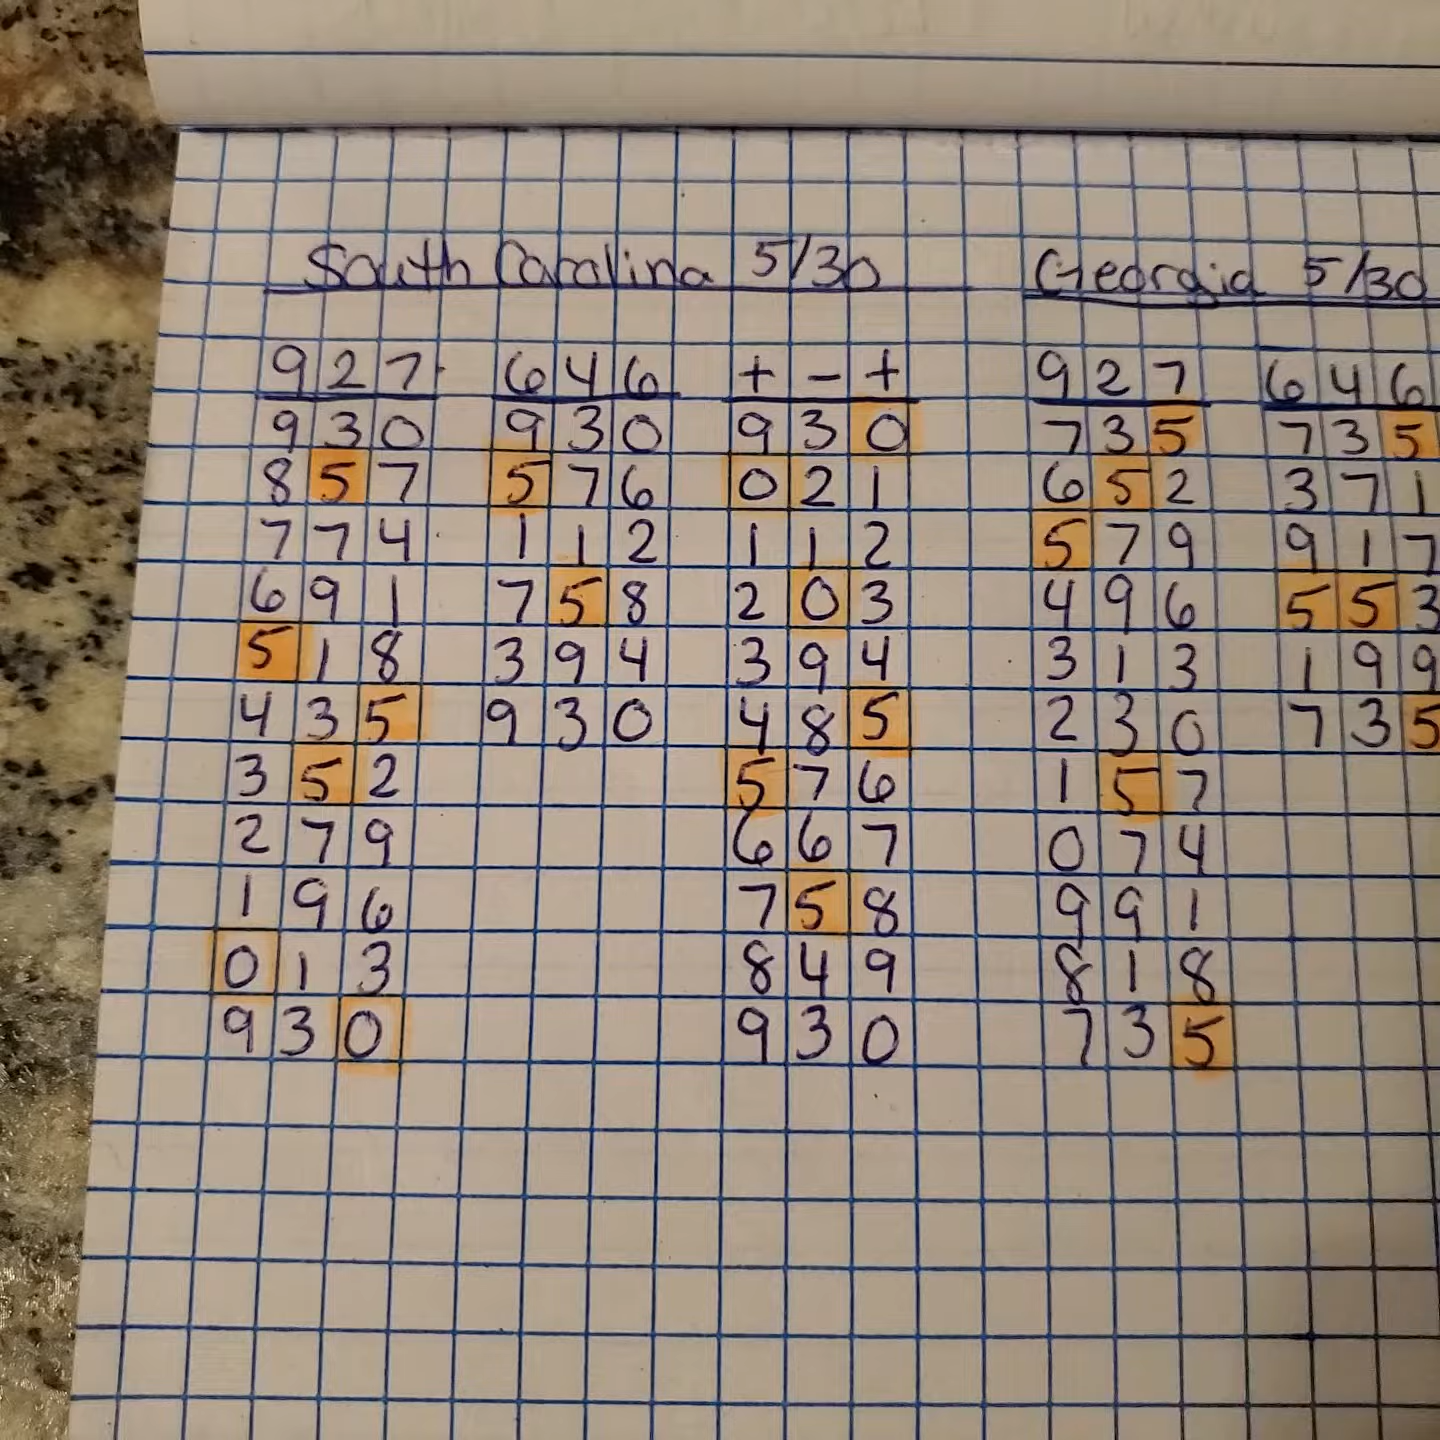 South Carolina 5/30 Georgia 5/30
927 646 + - + 927 646
930 930 930 735 735
857 576 021 652 371
774 112 112 579 917
691 758 203 496 553
518 394 394 313 199
435 930 485 230 735
352 576 157
279 667 074
196 758 991
013 849 818
930 930 735